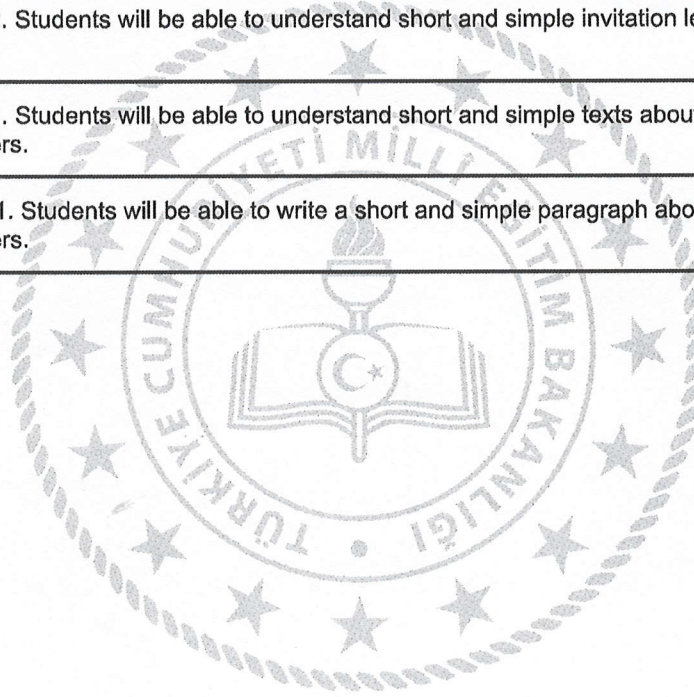 . Students will be able to understand short and simple invitation le
. Students will be able to understand short and simple texts abou
rs.
1. Students will be able to write a short and simple paragraph abo
rs.
TÜRKİYE CUMHURİYETİ MİLLÎ EĞİTİM BAKANLIĞI